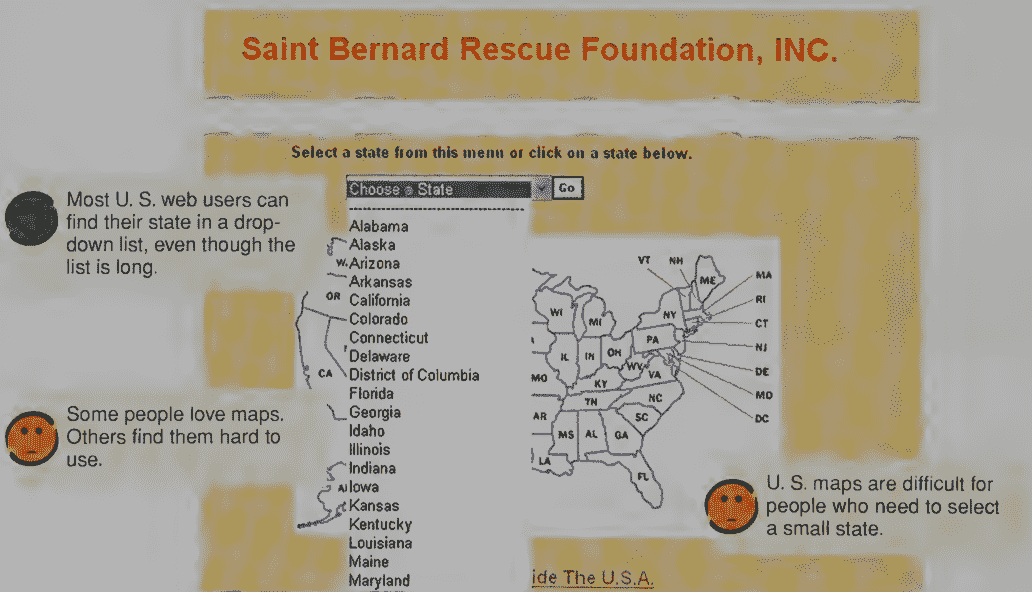 Saint Bernard Rescue Foundation, INC.
Select a state from this menu or click on a state below.
Choose a State
Go
Most U. S. web users can
find their state in a drop-
down list, even though the
list is long.
Alabama
Alaska
Arizona
Arkansas
California
Colorado
Connecticut
Delaware
District of Columbia
Florida
Georgia
Idaho
Illinois
Indiana
Iowa
Kansas
Kentucky
Louisiana
Maine
Maryland
OR
CA
VT
NH
ME
MA
RI
CT
NJ
DE
MD
DC
WI
MI
NY
PA
IL
IN
OH
WV
VA
MO
KY
NC
TN
AR
SC
MS
AL
GA
LA
FL
Some people love maps.
Others find them hard to
use.
U. S. maps are difficult for
people who need to select
a small state.
ide The U.S.A.